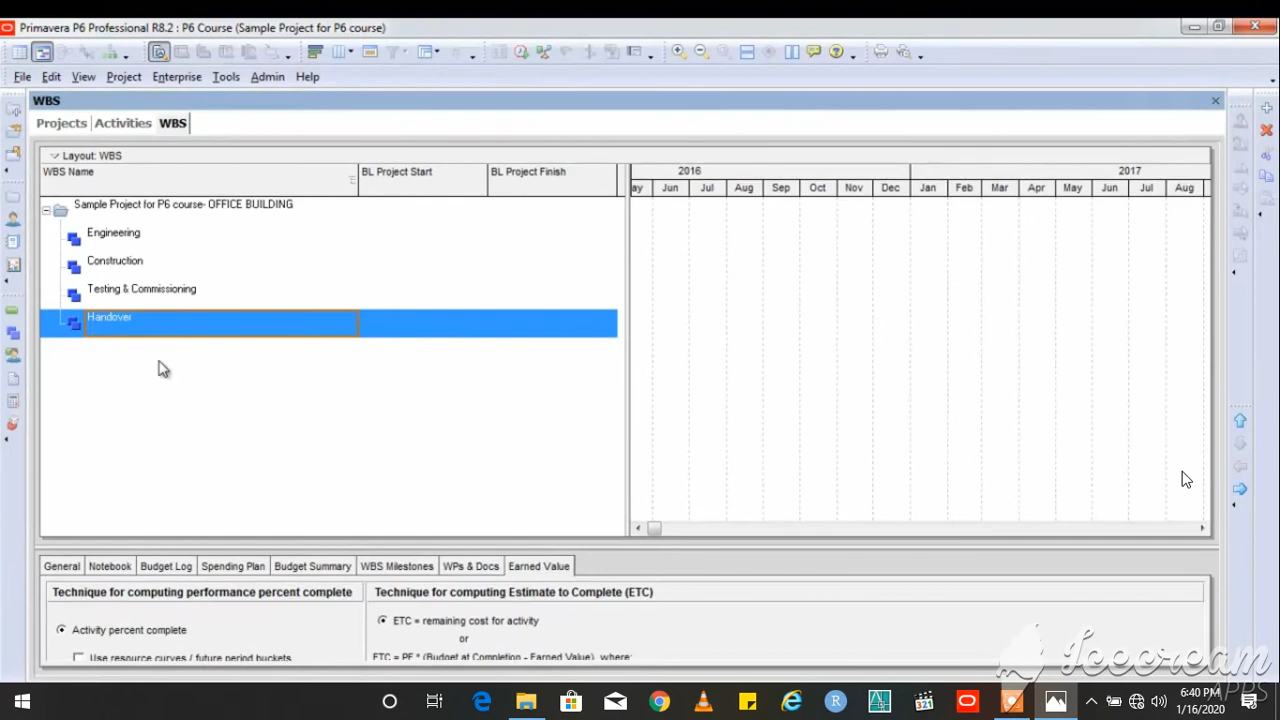 Primavera P6 Professional R8.2 : P6 Course (Sample Project for P6 course)
File Edit View Project Enterprise Tools Admin Help
WBS
Projects Activities WBS
Layout: WBS
WBS Name BL Project Start BL Project Finish
2016 2017
ay Jun Jul Aug Sep Oct Nov Dec Jan Feb Mar Apr May Jun Jul Aug
Sample Project for P6 course- OFFICE BUILDING
Engineering
Construction
Testing & Commissioning
Handover
General Notebook Budget Log Spending Plan Budget Summary WBS Milestones WPs & Docs Earned Value
Technique for computing performance percent complete Technique for computing Estimate to Complete (ETC)
Activity percent complete ETC = remaining cost for activity
or
Use resource curves / future period buckets ETC = PF * (Budget at Completion - Earned Value), where:
Icecream
APPS
321
6:40 PM
1/16/2020